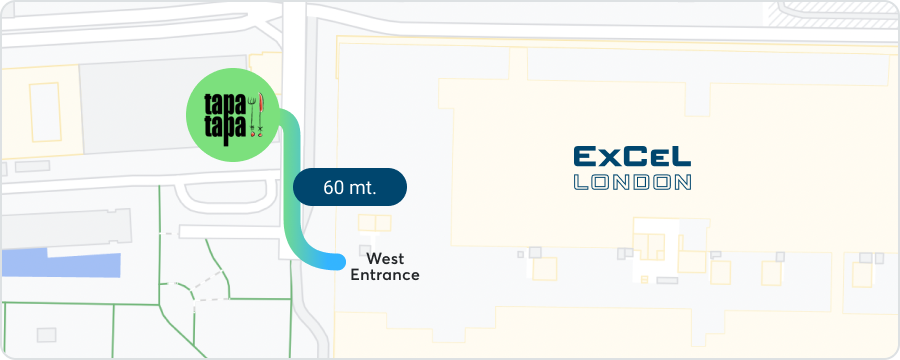 tapa
tapa
ExCeL
LONDON
60 mt.
West
Entrance